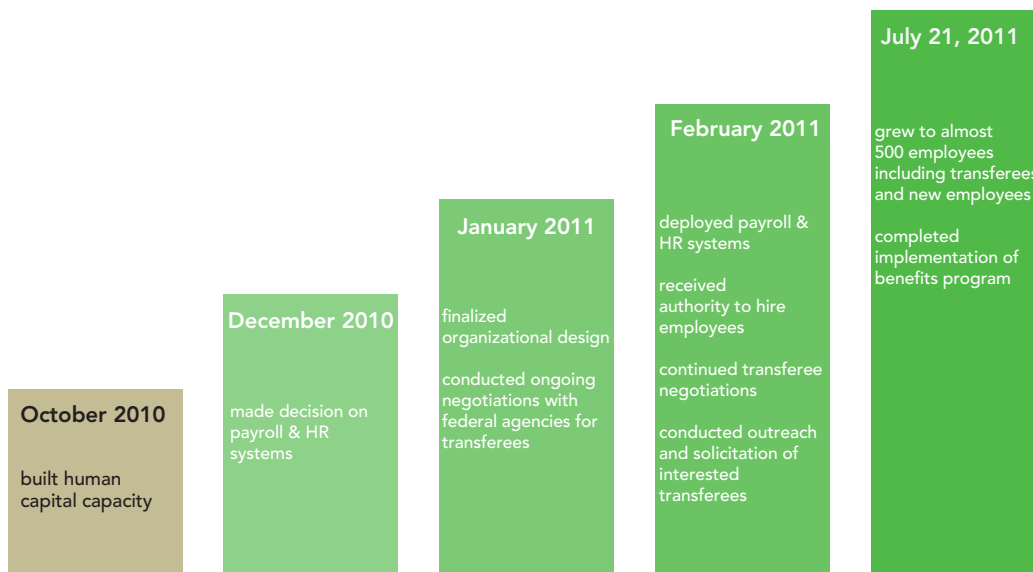 October 2010
built human
capital capacity
December 2010
made decision on
payroll & HR
systems
January 2011
finalized
organizational design
conducted ongoing
negotiations with
federal agencies for
transferees
February 2011
deployed payroll &
HR systems
received
authority to hire
employees
continued transferee
negotiations
conducted outreach
and solicitation of
interested
transferees
July 21, 2011
grew to almost
500 employees
including transferees
and new employees
completed
implementation of
benefits program